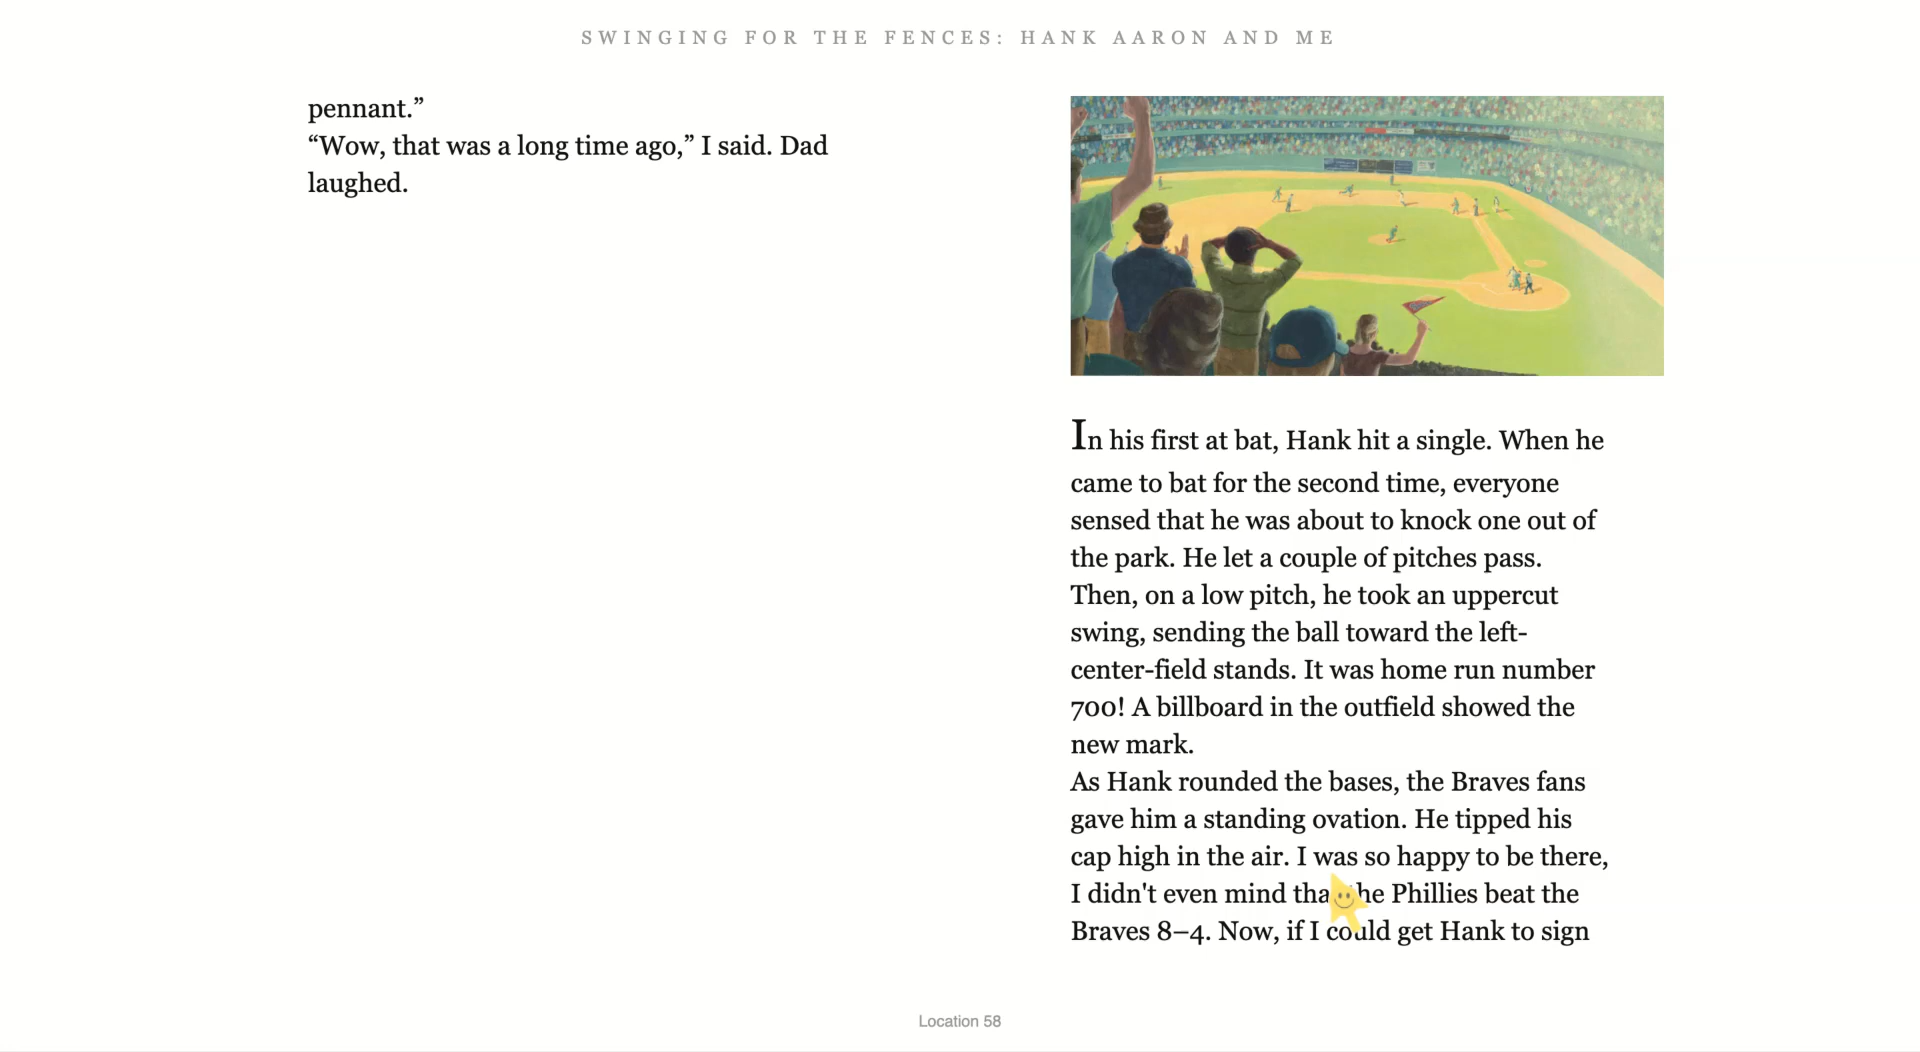 SWINGING FOR THE FENCES: HANK AARON AND ME
pennant.”
“Wow, that was a long time ago,” I said. Dad
laughed.
In his first at bat, Hank hit a single. When he
came to bat for the second time, everyone
sensed that he was about to knock one out of
the park. He let a couple of pitches pass.
Then, on a low pitch, he took an uppercut
swing, sending the ball toward the left-
center-field stands. It was home run number
700! A billboard in the outfield showed the
new mark.
As Hank rounded the bases, the Braves fans
gave him a standing ovation. He tipped his
cap high in the air. I was so happy to be there,
I didn't even mind that the Phillies beat the
Braves 8–4. Now, if I could get Hank to sign
Location 58